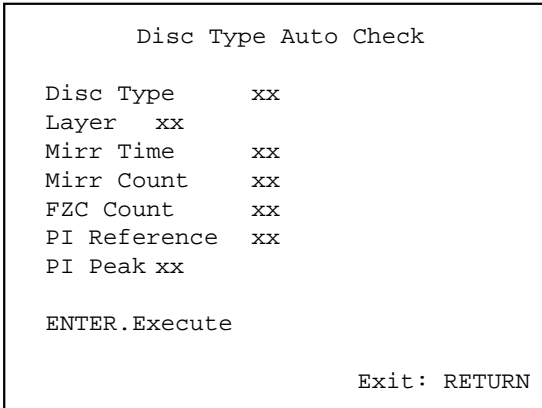 Disc Type Auto Check
Disc Type xx
Layer xx
Mirr Time xx
Mirr Count xx
FZC Count xx
PI Reference xx
PI Peak xx
ENTER.Execute
Exit: RETURN